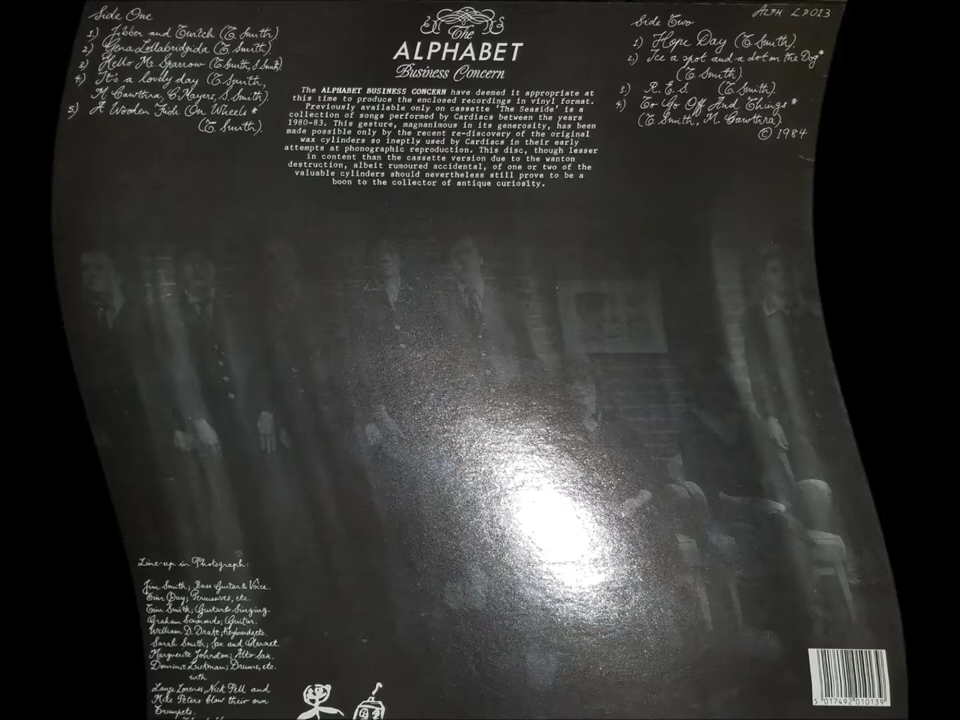 Side One
1) Jibber and Twitch (T. Smith)
2) Gena Lollabridgida (T. Smith)
3) Hello Mr. Sparrow (T. Smith, J. Smith).
4) It's a lovely day (T. Smith,
M. Cawthra, C. Mayers, S. Smith).
5) A Wooden Fish On Wheels*
(T. Smith).
The
ALPHABET
Business Concern
The ALPHABET BUSINESS CONCERN have deemed it appropriate at
this time to produce the enclosed recordings in vinyl format.
Previously available only on cassette 'The Seaside' is a
collection of songs performed by Cardiacs between the years
1980-83. This gesture, magnanimous in its generosity, has been
made possible only by the recent re-discovery of the original
wax cylinders so ineptly used by Cardiacs in their early
attempts at phonographic reproduction. This disc, though lesser
in content than the cassette version due to the wanton
destruction, albeit rumoured accidental, of one or two of the
valuable cylinders should nevertheless still prove to be a
boon to the collector of antique curiosity.
ALPH LP013
Side Two
1) Hope Day (T. Smith).
2) Ice a spot and a dot on the Dog*
(T. Smith)
3) R.E.S (T. Smith).
4) To Go Off And Things*
(T. Smith, M. Cawthra)
© 1984
Line-up in Photograph:
Jim Smith; Bass Guitar & Voice.
Tim Quy; Percussives, etc.
Tim Smith; Guitar & Singing.
Graham Simmonds; Guitar.
William D. Drake; Keyboards etc.
Sarah Smith; Sax and Clarinet.
Marguerite Johnston; Alto Sax.
Dominic Luckman; Drums, etc.
with
Nick Pell and
Mike Peters blow their own
Trumpets.
5 017492 010139